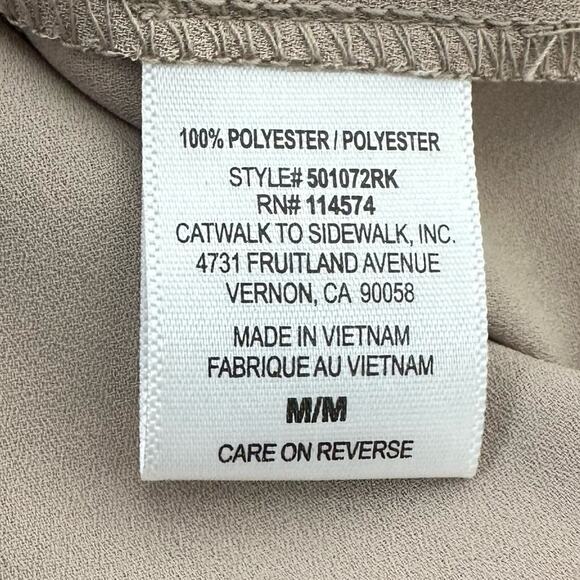 100% POLYESTER / POLYESTER
STYLE# 501072RK
RN# 114574
CATWALK TO SIDEWALK, INC.
4731 FRUITLAND AVENUE
VERNON, CA 90058
MADE IN VIETNAM
FABRIQUE AU VIETNAM
M/M
CARE ON REVERSE